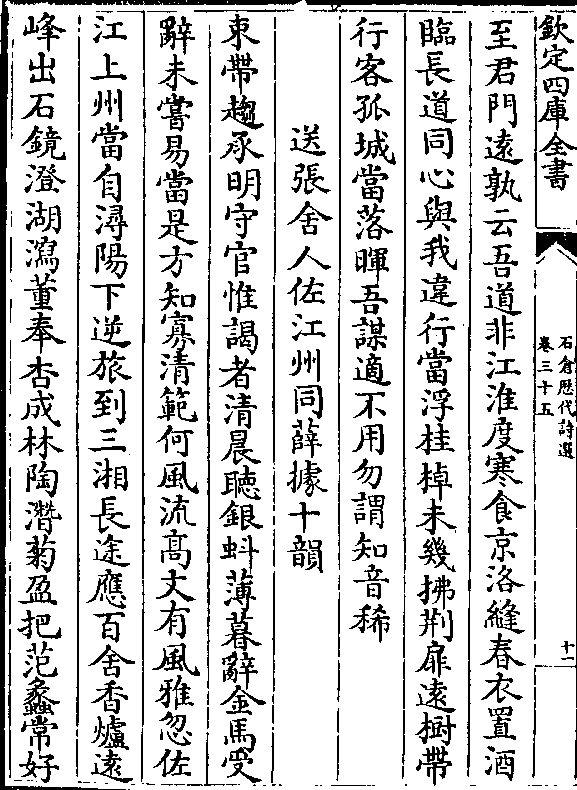 欽定四庫全書
石倉歴代詩選
卷三十五
十一
至君門遠孰云吾道非江淮度寒食京洛縫春衣置酒
臨長道同心與我違行當浮桂棹未幾拂荆扉遠樹帶
行客孤城當落暉吾謀適不用勿謂知音稀
送張舍人佐江州同薛據十韻
束帶趨承明守官惟謁者清晨聽銀蚪薄暮辭金馬受
辭未嘗易當是方知寡清範何風流高文有風雅忽佐
江上州當自潯陽下逆旅到三湘長途應百舍香爐遠
峰出石鏡澄湖瀉董奉杏成林陶潛菊盈把范蠡常好